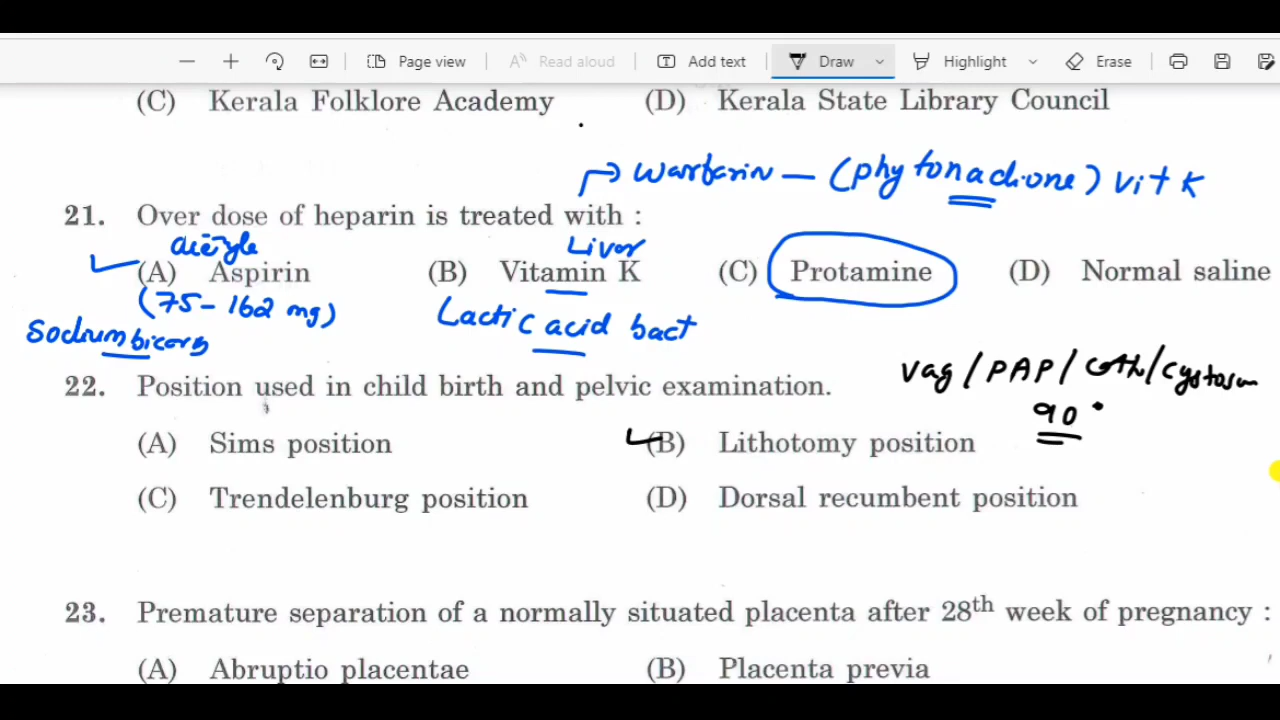 Page view Read aloud Add text Draw Highlight Erase
(C) Kerala Folklore Academy (D) Kerala State Library Council
warfarin — (phytonadione) vit K
21. Over dose of heparin is treated with :
Liver
(A) Aspirin (B) Vitamin K (C) Protamine (D) Normal saline
(75 - 162 mg)
Lactic acid bact
Sodium bicarb
22. Position used in child birth and pelvic examination.
vag / PAP /
90°
(A) Sims position (B) Lithotomy position
(C) Trendelenburg position (D) Dorsal recumbent position
23. Premature separation of a normally situated placenta after 28th week of pregnancy :
(A) Abruptio placentae (B) Placenta previa